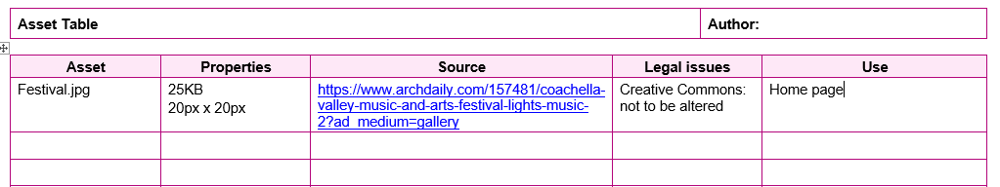 Asset Table Author:
Asset Properties Source Legal issues Use
Festival.jpg 25KB https://www.archdaily.com/157481/coachella- Creative Commons: Home page
20px x 20px valley-music-and-arts-festival-lights-music- not to be altered
2?ad_medium=gallery